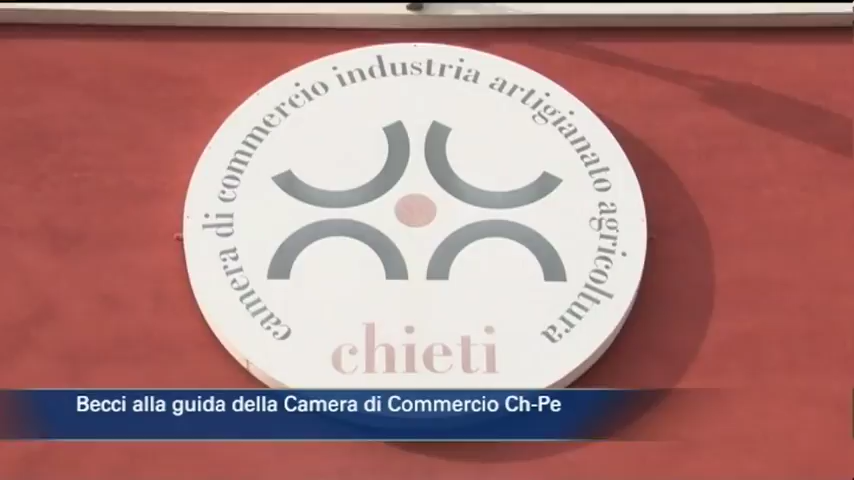 camera di commercio industria artigianato agricoltura
chieti
Becci alla guida della Camera di Commercio Ch-Pe